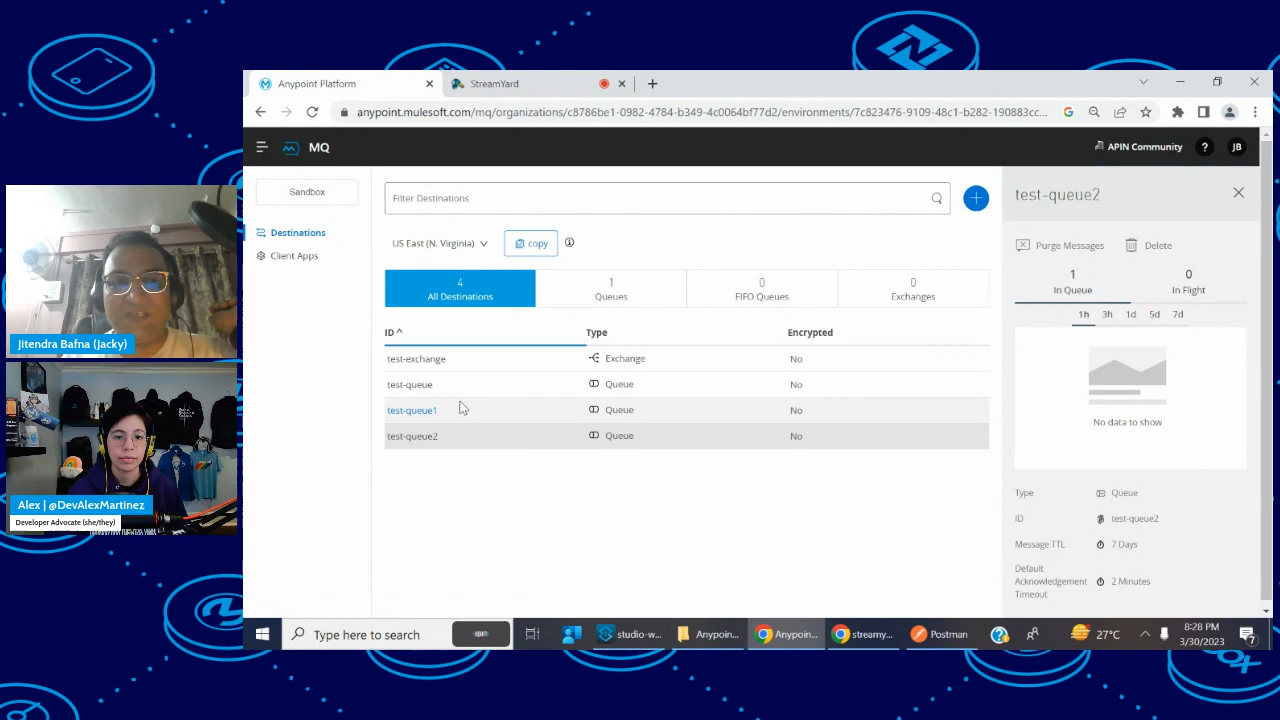 Anypoint Platform
StreamYard
anypoint.mulesoft.com/mq/organizations/c8786be1-0982-4784-b349-4c0064bf77d2/environments/7c823476-9109-48c1-b282-190883cc...
MQ
APIN Community
?
JB
Sandbox
Destinations
Client Apps
Filter Destinations
US East (N. Virginia)
copy
4
All Destinations
1
Queues
0
FIFO Queues
0
Exchanges
ID
Type
Encrypted
test-exchange
Exchange
No
test-queue
Queue
No
test-queue1
Queue
No
test-queue2
Queue
No
test-queue2
Purge Messages
Delete
1
In Queue
0
In Flight
1h
3h
1d
5d
7d
No data to show
Type
Queue
ID
test-queue2
Message TTL
7 Days
Default
Acknowledgement
Timeout
2 Minutes
Jitendra Bafna (Jacky)
Alex | @DevAlexMartinez
Developer Advocate (she/they)
Type here to search
studio-w...
Anypoin...
Anypoin...
streamy...
Postman
27°C
8:28 PM
3/30/2023
7